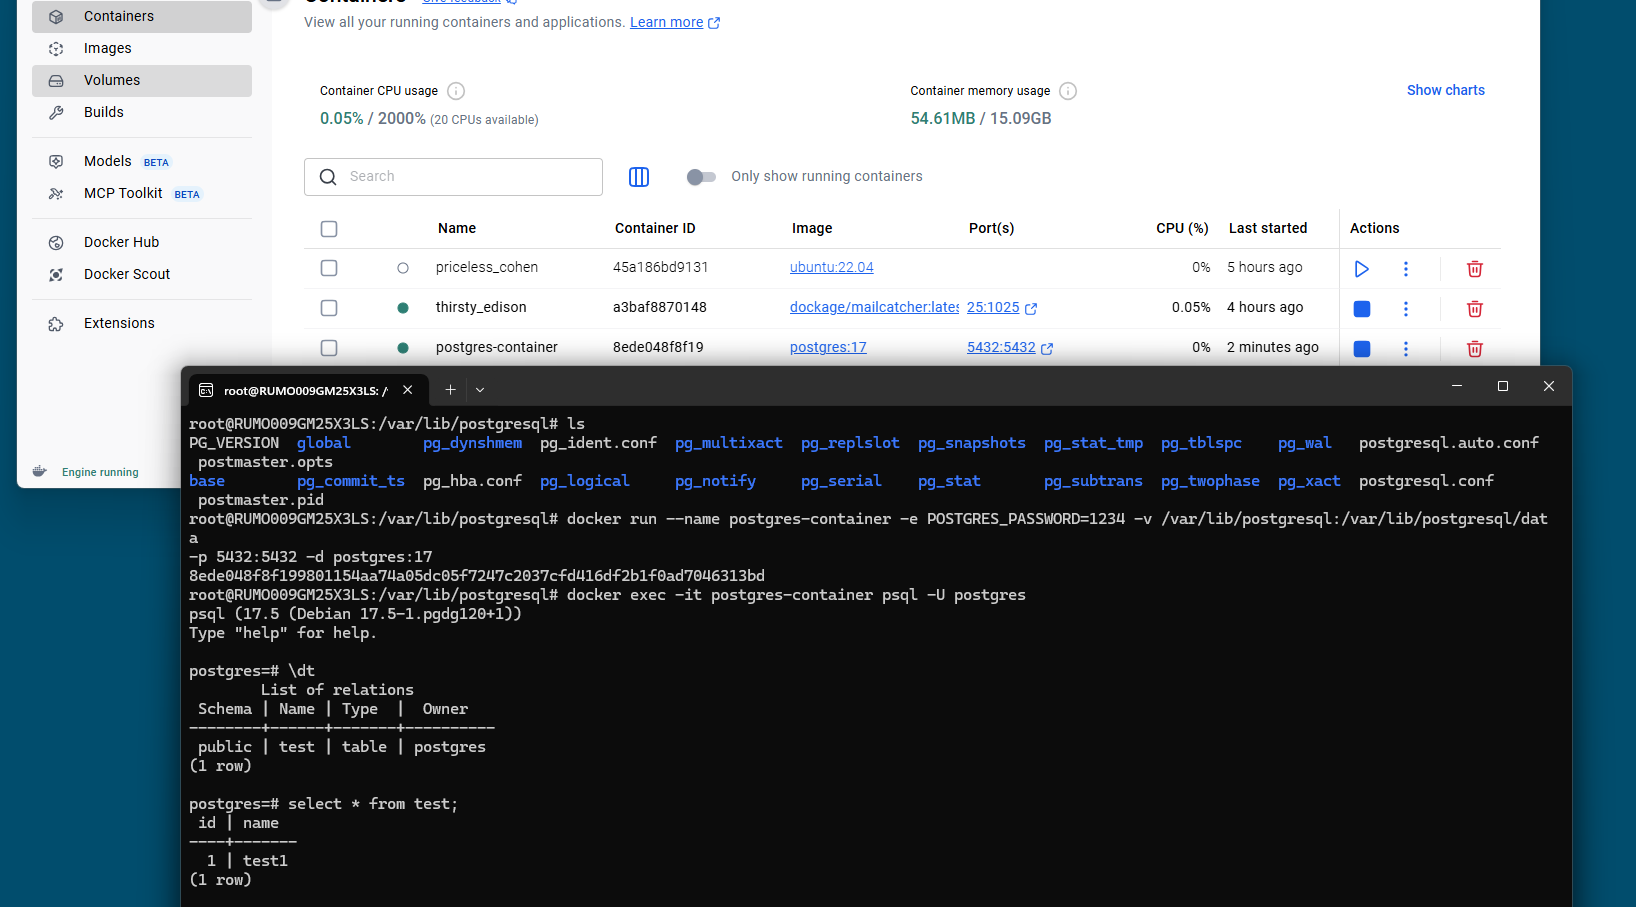 Containers
Images
Volumes
Builds
Models BETA
MCP Toolkit BETA
Docker Hub
Docker Scout
Extensions
Engine running
Containers Give feedback
View all your running containers and applications. Learn more
Container CPU usage
0.05% / 2000% (20 CPUs available)
Container memory usage
54.61MB / 15.09GB
Show charts
Search
Only show running containers
Name Container ID Image Port(s) CPU (%) Last started Actions
priceless_cohen 45a186bd9131 ubuntu:22.04 0% 5 hours ago
thirsty_edison a3baf8870148 dockage/mailcatcher:lates 25:1025 0.05% 4 hours ago
postgres-container 8ede048f8f19 postgres:17 5432:5432 0% 2 minutes ago
root@RUMO009GM25X3LS: /
root@RUMO009GM25X3LS:/var/lib/postgresql# ls
PG_VERSION global pg_dynshmem pg_ident.conf pg_multixact pg_replslot pg_snapshots pg_stat_tmp pg_tblspc pg_wal postgresql.auto.conf
postmaster.opts
base pg_commit_ts pg_hba.conf pg_logical pg_notify pg_serial pg_stat pg_subtrans pg_twophase pg_xact postgresql.conf
postmaster.pid
root@RUMO009GM25X3LS:/var/lib/postgresql# docker run --name postgres-container -e POSTGRES_PASSWORD=1234 -v /var/lib/postgresql:/var/lib/postgresql/dat
a
-p 5432:5432 -d postgres:17
8ede048f8f199801154aa74a05dc05f7247c2037cfd416df2b1f0ad7046313bd
root@RUMO009GM25X3LS:/var/lib/postgresql# docker exec -it postgres-container psql -U postgres
psql (17.5 (Debian 17.5-1.pgdg120+1))
Type "help" for help.
postgres=# \dt
List of relations
Schema | Name | Type | Owner
--------+------+-------+----------
public | test | table | postgres
(1 row)
postgres=# select * from test;
id | name
----+-------
1 | test1
(1 row)